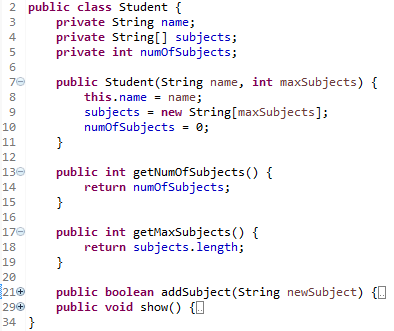 2 public class Student {
3     private String name;
4     private String[] subjects;
5     private int numOfSubjects;
6
7     public Student(String name, int maxSubjects) {
8         this.name = name;
9         subjects = new String[maxSubjects];
10         numOfSubjects = 0;
11     }
12
13     public int getNumOfSubjects() {
14         return numOfSubjects;
15     }
16
17     public int getMaxSubjects() {
18         return subjects.length;
19     }
20
21     public boolean addSubject(String newSubject) {
29     public void show() {
34 }